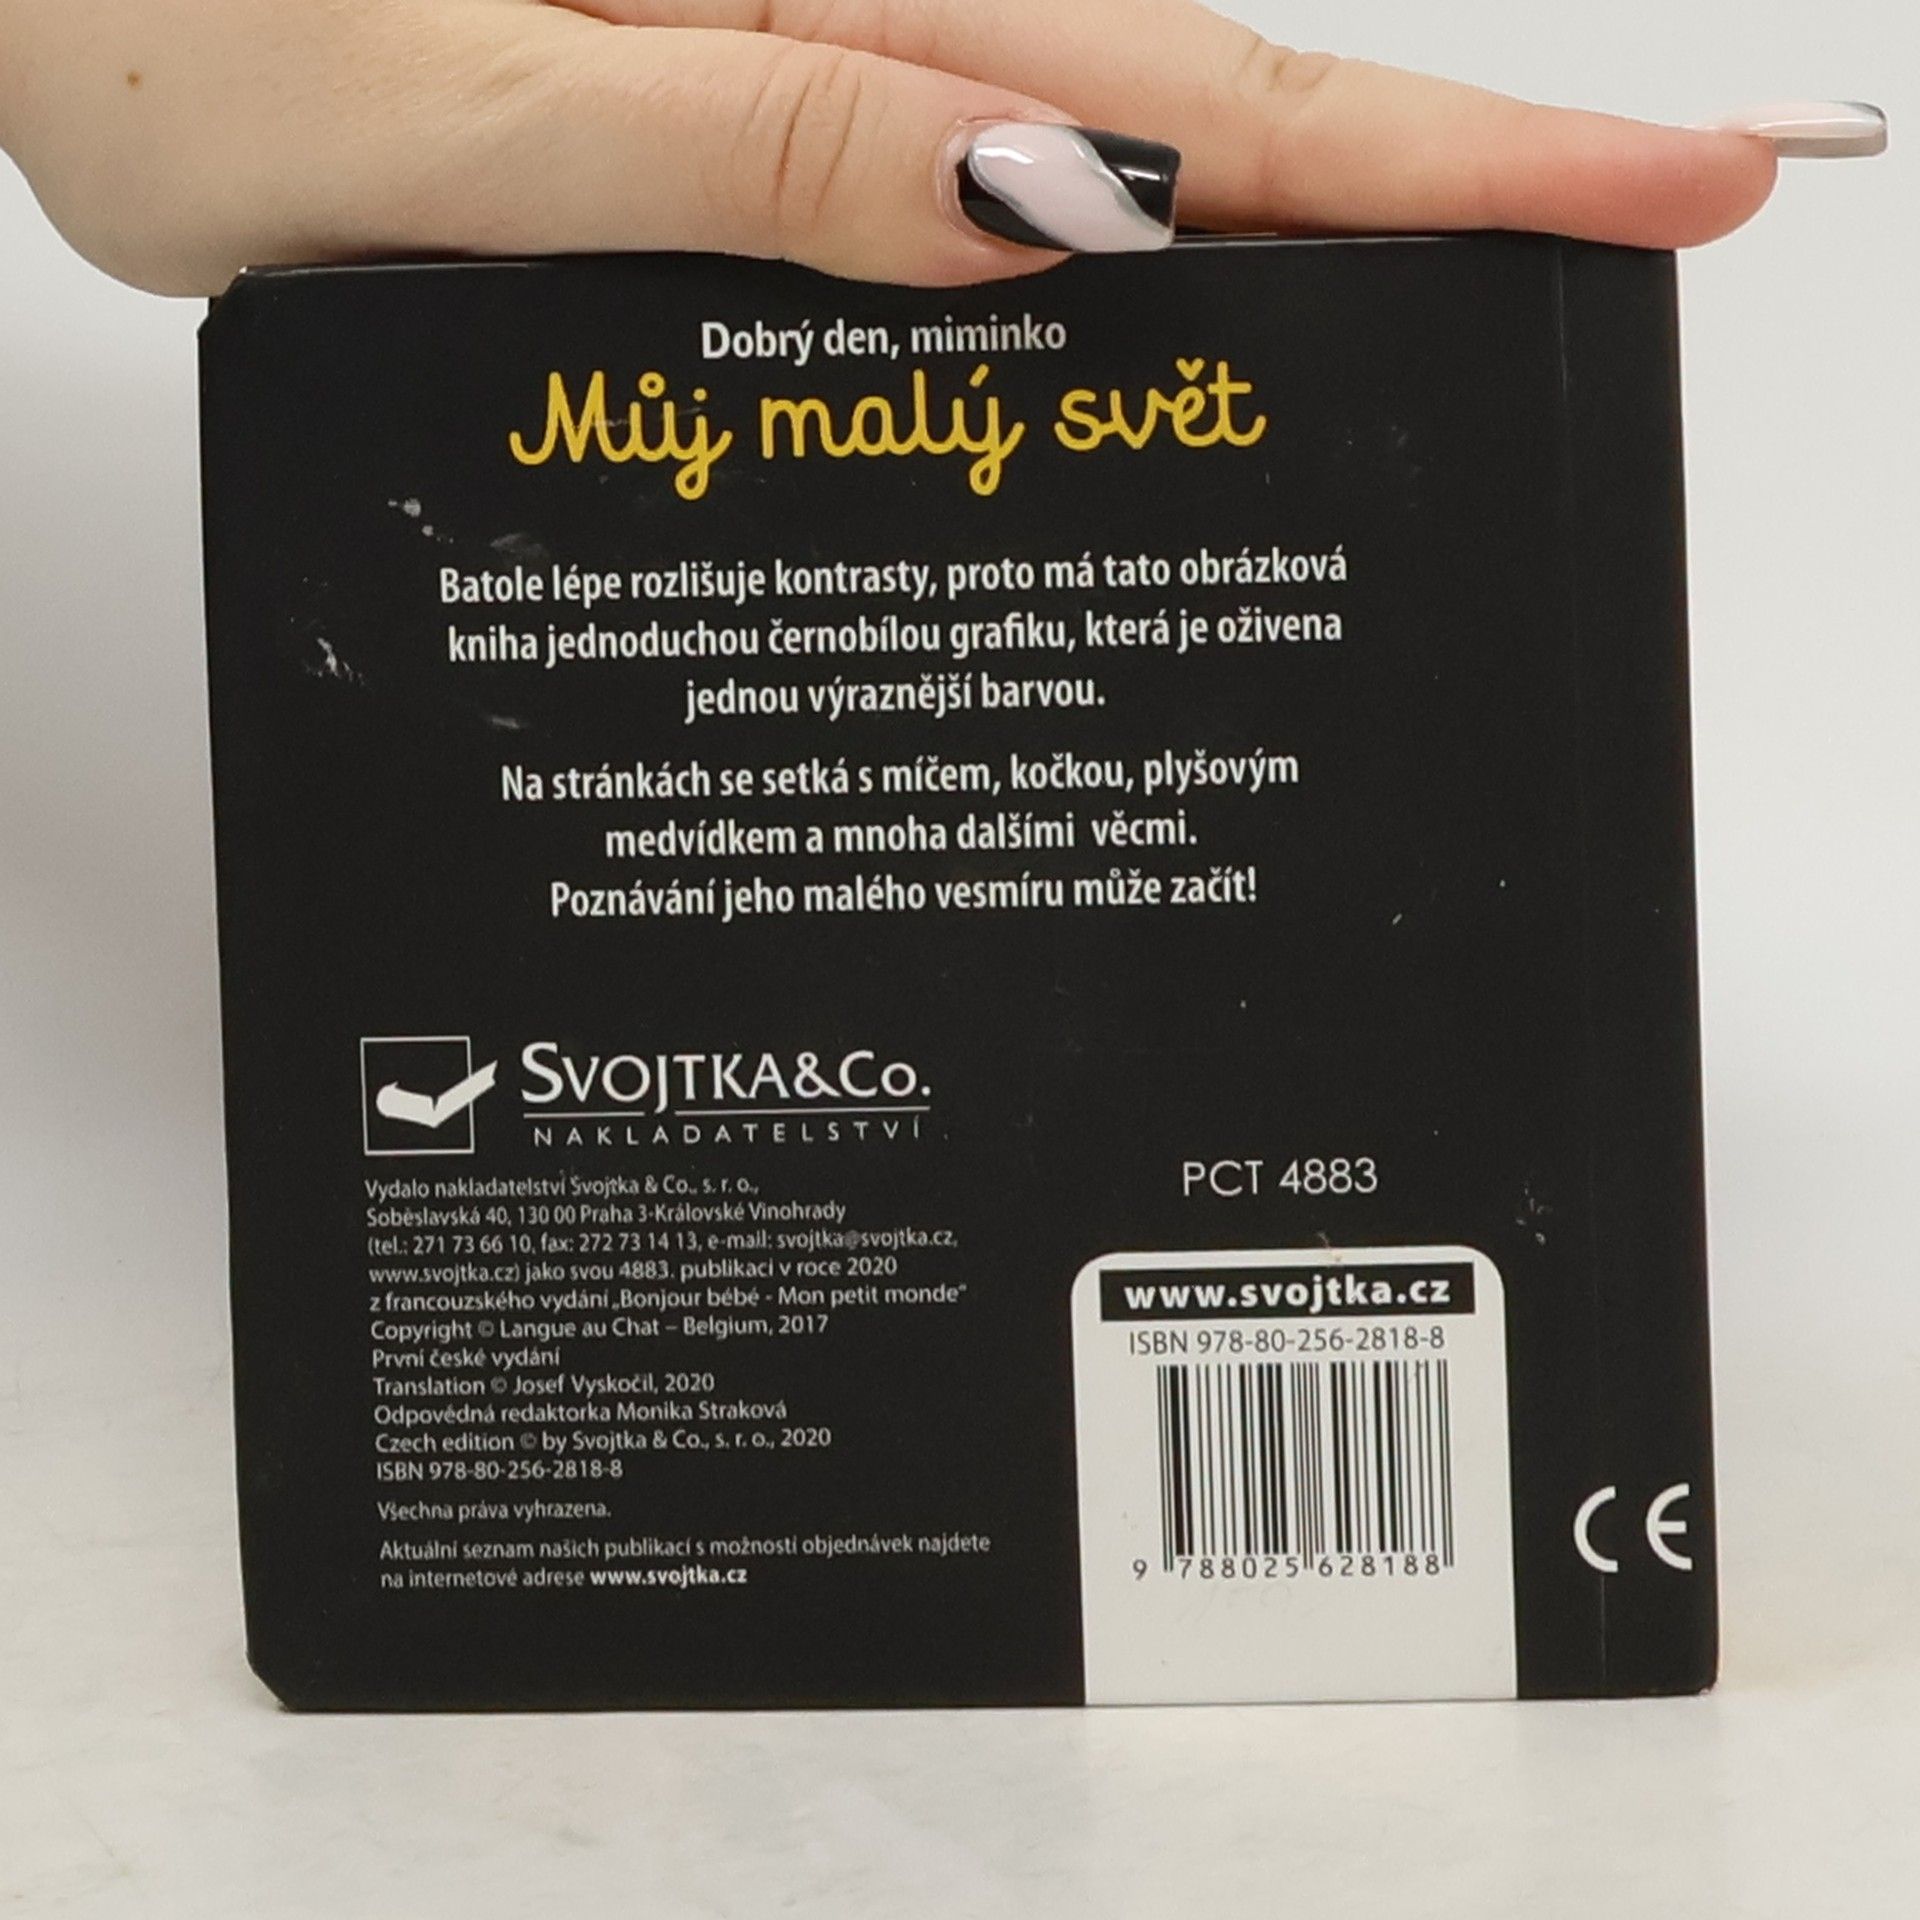 Dobrý den, miminko
Můj malý svět
Batole lépe rozlišuje kontrasty, proto má tato obrázková
kniha jednoduchou černobílou grafiku, která je oživena
jednou výraznější barvou.
Na stránkách se setká s míčem, kočkou, plyšovým
medvídkem a mnoha dalšími věcmi.
Poznávání jeho malého vesmíru může začít!
SVOJTKA&CO.
NAKLADATELSTVÍ
Vydalo nakladatelství Svojtka & Co., s. r. o.,
Soběslavská 40, 130 00 Praha 3-Královské Vinohrady
(tel.: 271 73 66 10, fax: 272 73 14 13, e-mail: svojtka@svojtka.cz,
www.svojtka.cz) jako svou 4883. publikaci v roce 2020
z francouzského vydání „Bonjour bébé - Mon petit monde“
Copyright © Langue au Chat – Belgium, 2017
První české vydání
Translation © Josef Vyskočil, 2020
Odpovědná redaktorka Monika Straková
Czech edition © by Svojtka & Co., s. r. o., 2020
ISBN 978-80-256-2818-8
Všechna práva vyhrazena.
Aktuální seznam našich publikací s možností objednávek najdete
na internetové adrese www.svojtka.cz
PCT 4883
www.svojtka.cz
ISBN 978-80-256-2818-8
9 788025 628188
CE